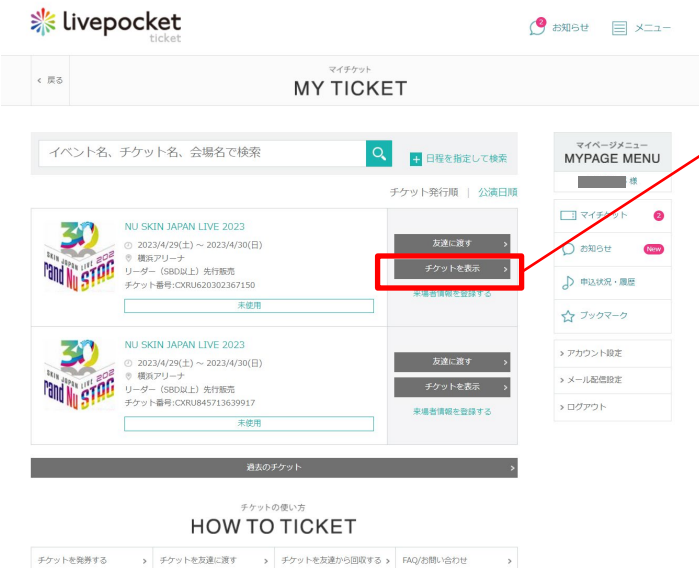 livepocket
ticket
2
お知らせ
メニュー
< 戻る
マイチケット
MY TICKET
イベント名、チケット名、会場名で検索
+ 日程を指定して検索
チケット発行順 | 公演日順
NU SKIN JAPAN LIVE 2023
2023/4/29(土) ～ 2023/4/30(日)
横浜アリーナ
リーダー（SBD以上）先行販売
チケット番号:CXRU620302367150
未使用
友達に渡す >
チケットを表示 >
来場者情報を登録する
NU SKIN JAPAN LIVE 2023
2023/4/29(土) ～ 2023/4/30(日)
横浜アリーナ
リーダー（SBD以上）先行販売
チケット番号:CXRU845713639917
未使用
友達に渡す >
チケットを表示 >
来場者情報を登録する
過去のチケット >
マイページメニュー
MYPAGE MENU
様
マイチケット 2
お知らせ New
申込状況・履歴
ブックマーク
> アカウント設定
> メール配信設定
> ログアウト
チケットの使い方
HOW TO TICKET
チケットを発券する >
チケットを友達に渡す >
チケットを友達から回収する >
FAQ/お問い合わせ >